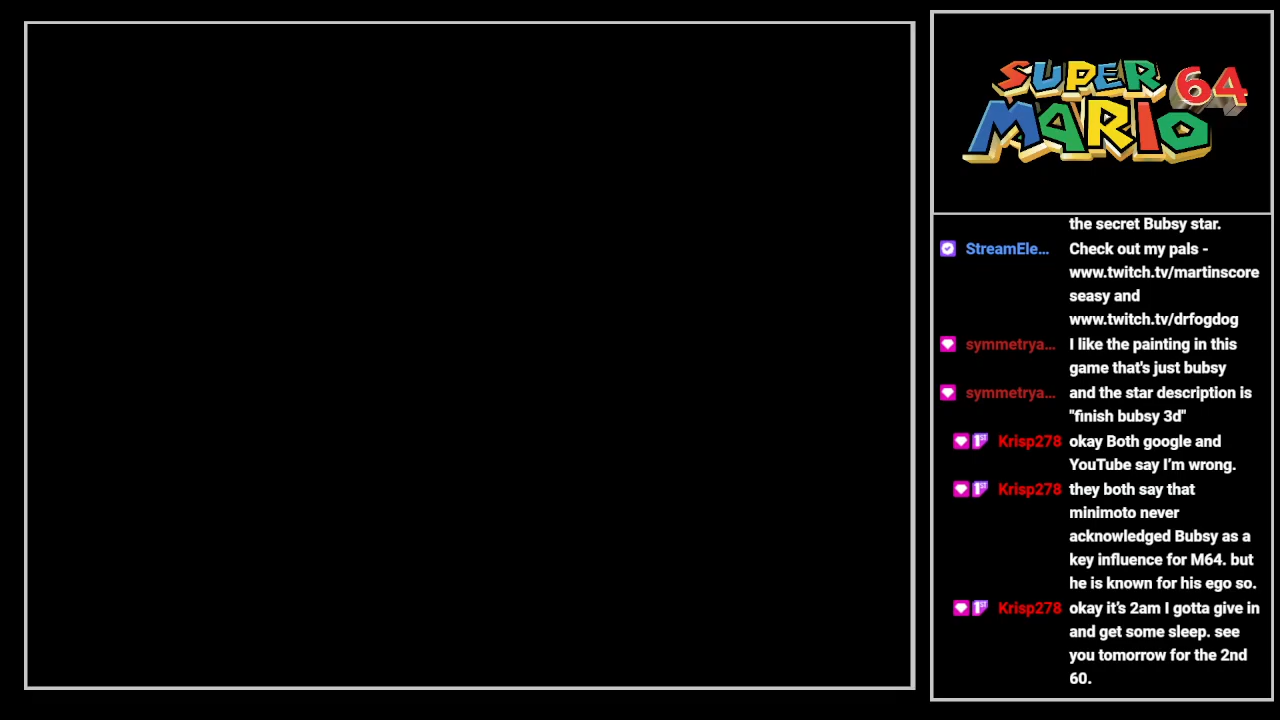 SUPER
MARIO 64
the secret Bubsy star.
StreamEle... Check out my pals -
www.twitch.tv/martinscore
seasy and
www.twitch.tv/drfogdog
symmetrya... I like the painting in this
game that's just bubsy
symmetrya... and the star description is
"finish bubsy 3d"
1ST Krisp278 okay Both google and
YouTube say I’m wrong.
1ST Krisp278 they both say that
minimoto never
acknowledged Bubsy as a
key influence for M64. but
he is known for his ego so.
1ST Krisp278 okay it’s 2am I gotta give in
and get some sleep. see
you tomorrow for the 2nd
60.